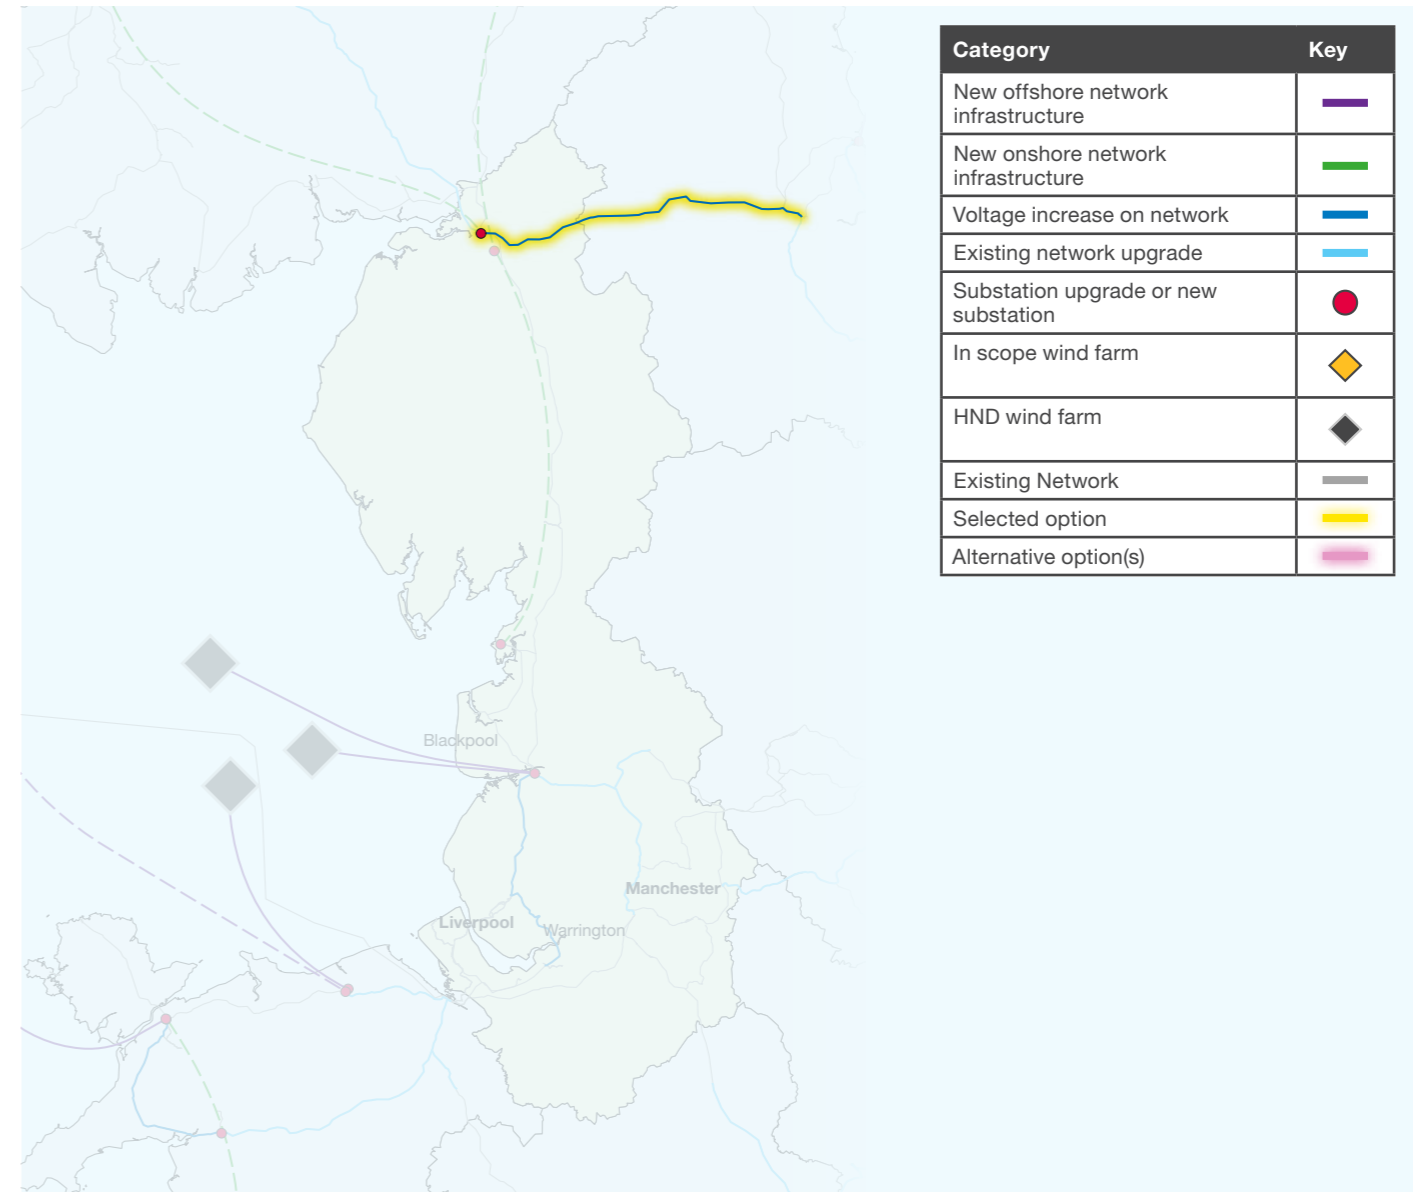 Category Key
New offshore network
infrastructure
New onshore network
infrastructure
Voltage increase on network
Existing network upgrade
Substation upgrade or new
substation
In scope wind farm
HND wind farm
Existing Network
Selected option
Alternative option(s)
Blackpool
Manchester
Liverpool
Warrington